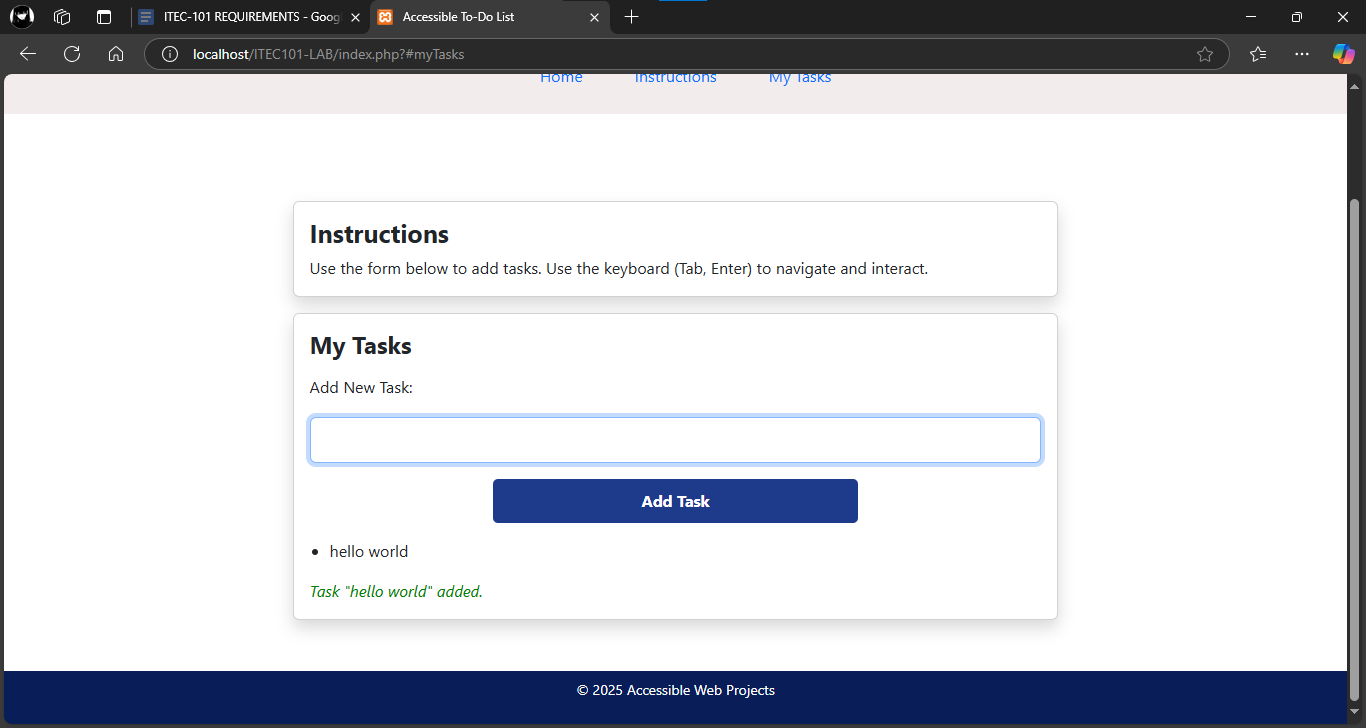 ITEC-101 REQUIREMENTS - Goog
Accessible To-Do List
localhost/ITEC101-LAB/index.php?#myTasks
Home Instructions My Tasks
Instructions
Use the form below to add tasks. Use the keyboard (Tab, Enter) to navigate and interact.
My Tasks
Add New Task:
Add Task
• hello world
Task "hello world" added.
© 2025 Accessible Web Projects